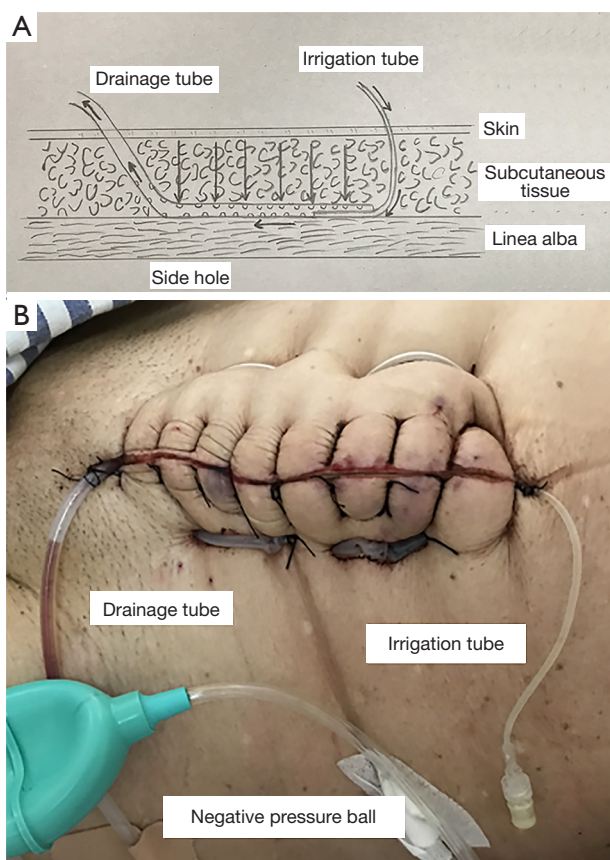 A
Drainage tube
Irrigation tube
Skin
Subcutaneous
tissue
Linea alba
Side hole
B
Drainage tube
Irrigation tube
Negative pressure ball